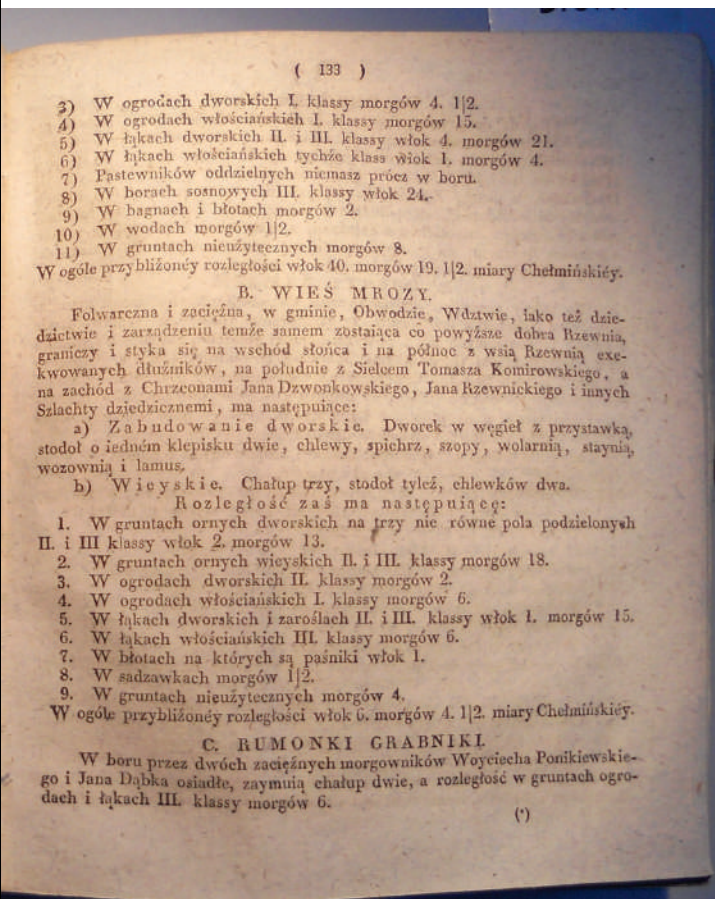 ( 133 )
3) W ogrodach dworskich I. klassy morgów 4. 1|2.
4) W ogrodach włościańskich I. klassy morgów 15.
5) W łąkach dworskich II. i III. klassy włok 4. morgów 21.
6) W łąkach włościańskich tychże klass włok 1. morgów 4.
7) Pastewników oddzielnych niemasz prócz w boru.
8) W borach sosnowych III. klassy włok 24.
9) W bagnach i błotach morgów 2.
10) W wodach morgów 1|2.
11) W gruntach nieużytecznych morgów 8.
W ogóle przybliżonéy rozległości włok 40. morgów 19. 1|2. miary Chełmińskiéy.
B. WIEŚ MROZY.
Folwarczna i zaciężna, w gminie, Obwodzie, Wdztwie, iako też dzie-
dzictwie i zarządzeniu temże samem zostaiąca co powyższe dobra Rzewnia,
graniczy i styka się na wschód słońca i na północ z wsią Rzewnią exe-
kwowanych dłużników, na południe z Sielcem Tomasza Komirowskiego, a
na zachód z Chrzconami Jana Dzwonkowskiego, Jana Rzewnickiego i innych
Szlachty dziedzicznemi, ma następuiące:
a) Zabudowanie dworskie. Dworek w węgieł z przystawką,
stodoł o iedném klepisku dwie, chlewy, spichrz, szopy, wolarnią, staynią,
wozownią i lamus.
b) Wieyskie. Chałup trzy, stodoł tyleż, chlewków dwa.
Rozległość zaś ma następuiącę:
1. W gruntach ornych dworskich na trzy nie równe pola podzielonych
II. i III klassy włok 2. morgów 13.
2. W gruntach ornych wieyskich II. i III. klassy morgów 18.
3. W ogrodach dworskich II. klassy morgów 2.
4. W ogrodach włościańskich I. klassy morgów 6.
5. W łąkach dworskich i zaroślach II. i III. klassy włok 1. morgów 15.
6. W łąkach włościańskich III. klassy morgów 6.
7. W błotach na których są paśniki włok 1.
8. W sadzawkach morgów 1|2.
9. W gruntach nieużytecznych morgów 4.
W ogóle przybliżonéy rozległości włok 6. morgów 4. 1|2. miary Chełmińskiéy.
C. RUMONKI GRABNIKI.
W boru przez dwóch zaciężnych morgowników Woyciecha Ponikiewskie-
go i Jana Dąbka osiadłe, zaymuią chałup dwie, a rozległość w gruntach ogro-
dach i łąkach III. klassy morgów 6.
(*)